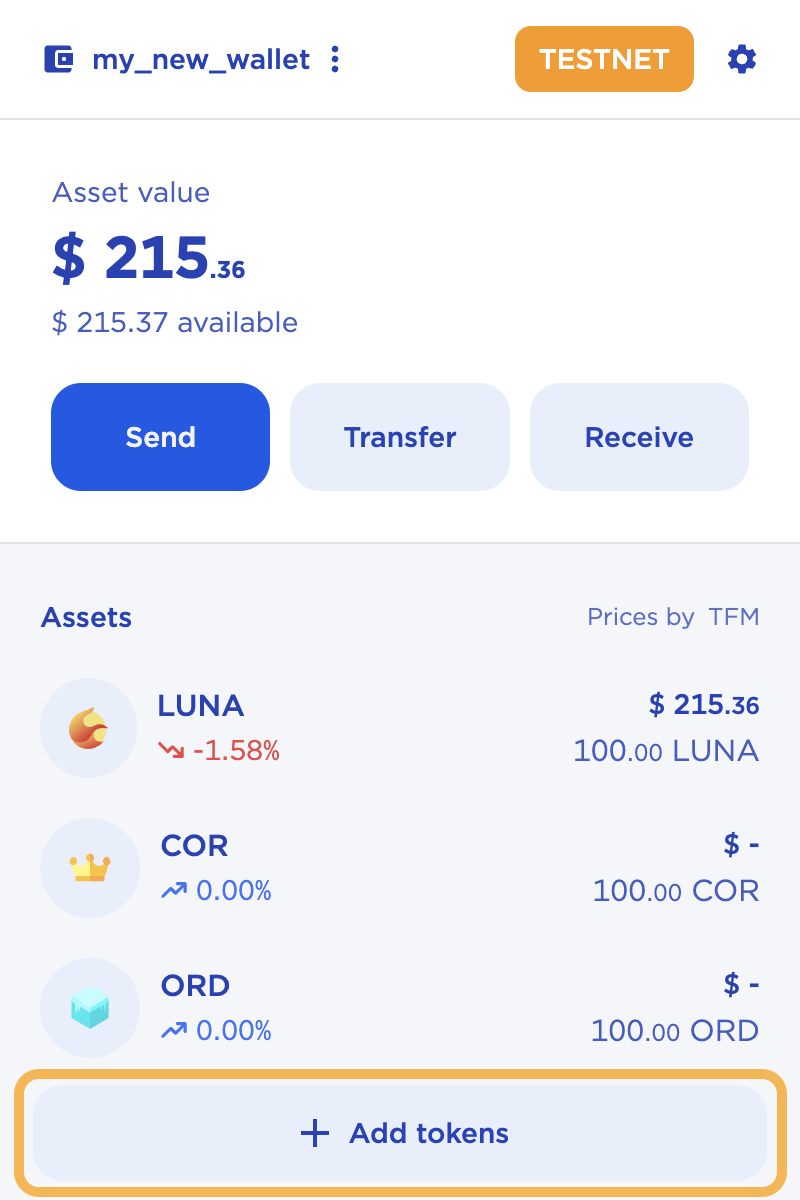 my_new_wallet TESTNET
Asset value
$ 215.36
$ 215.37 available
Send Transfer Receive
Assets Prices by TFM
LUNA $ 215.36
-1.58% 100.00 LUNA
COR $ -
0.00% 100.00 COR
ORD $ -
0.00% 100.00 ORD
Add tokens